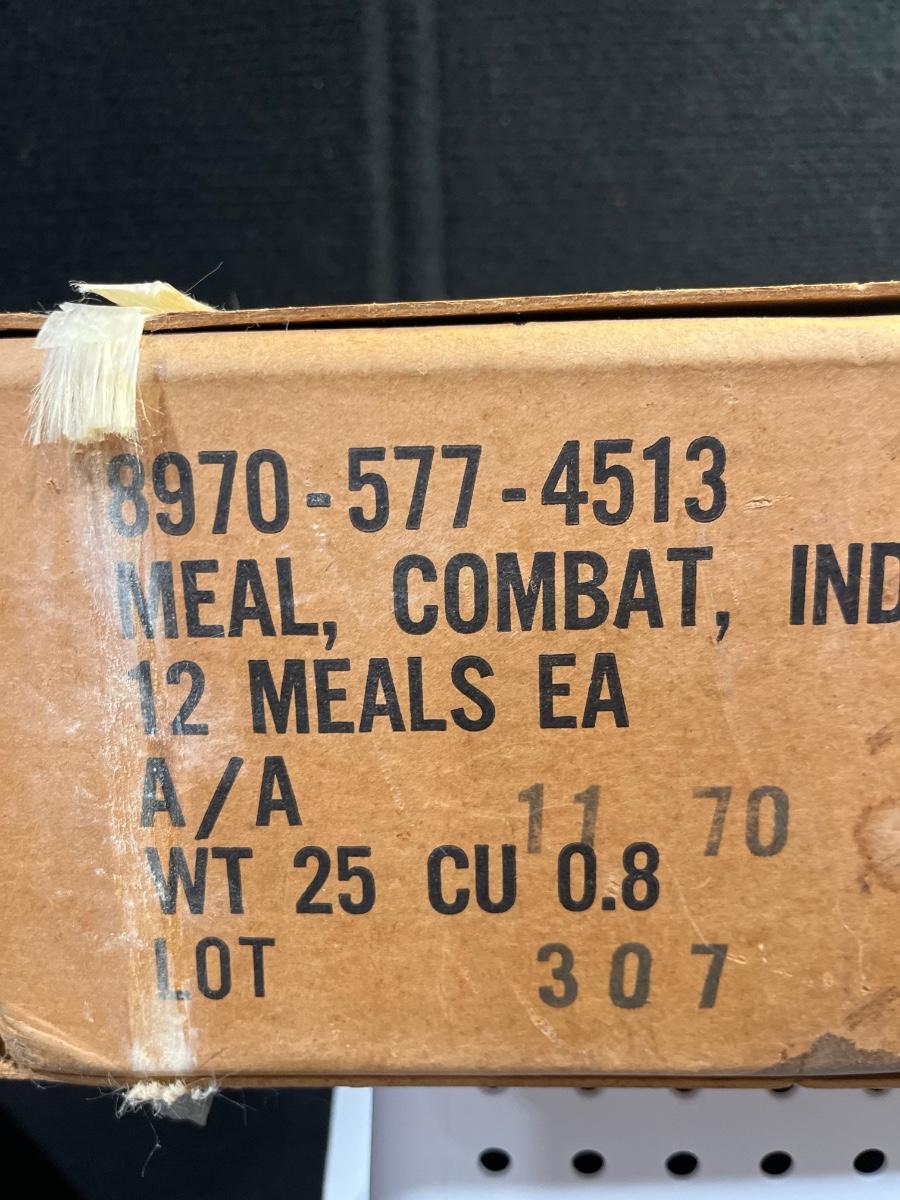 8970-577-4513
MEAL, COMBAT, IND
12 MEALS EA
A/A 11 70
WT 25 CU 0.8
LOT 307